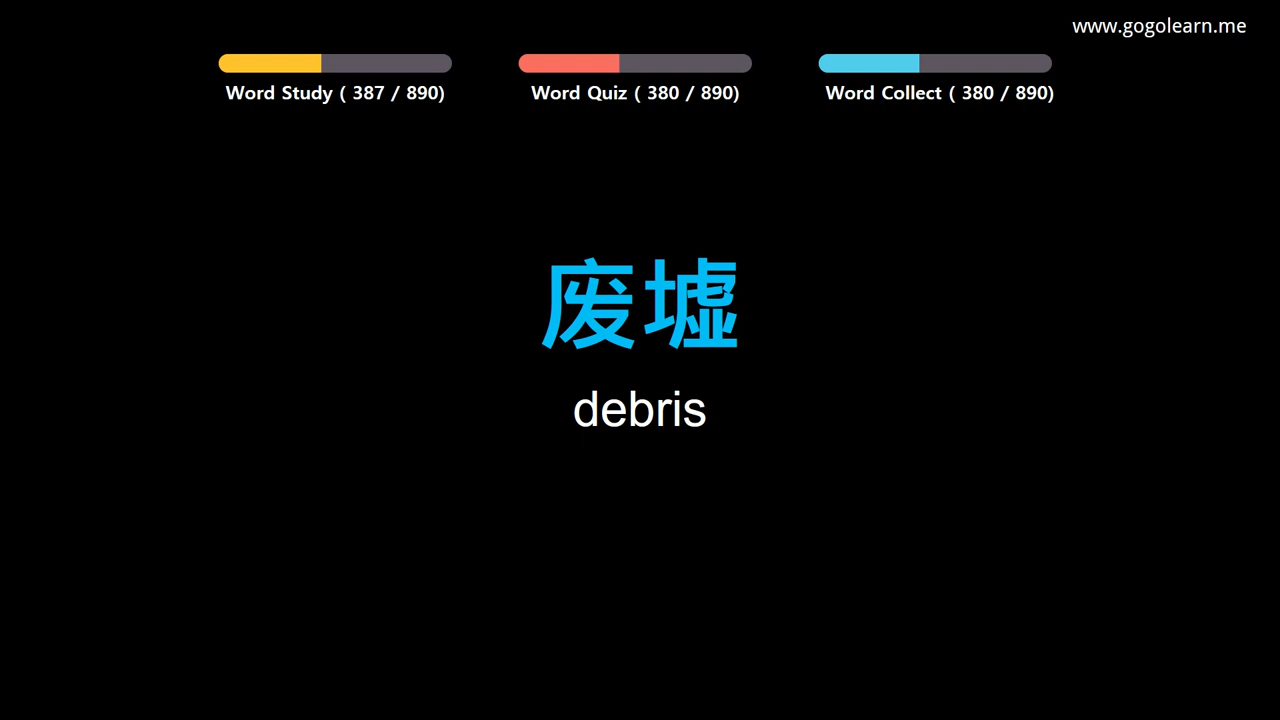 www.gogolearn.me
Word Study ( 387 / 890)
Word Quiz ( 380 / 890)
Word Collect ( 380 / 890)
废墟
debris